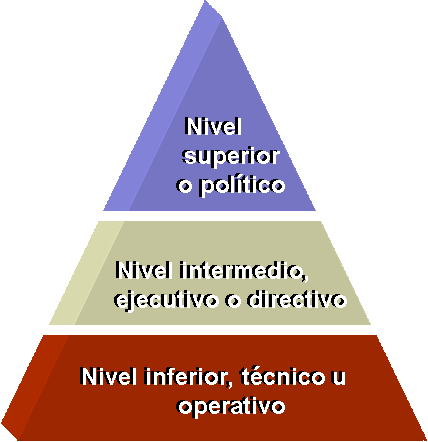 Nivel
superior
o político
Nivel intermedio,
ejecutivo o directivo
Nivel inferior, técnico u
operativo